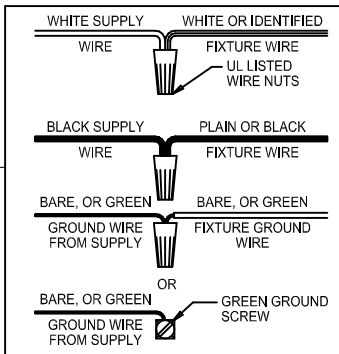 WHITE SUPPLY WHITE OR IDENTIFIED
WIRE FIXTURE WIRE
UL LISTED
WIRE NUTS
BLACK SUPPLY PLAIN OR BLACK
WIRE FIXTURE WIRE
BARE, OR GREEN BARE, OR GREEN
GROUND WIRE FIXTURE GROUND
FROM SUPPLY WIRE
OR
BARE, OR GREEN GREEN GROUND
GROUND WIRE SCREW
FROM SUPPLY